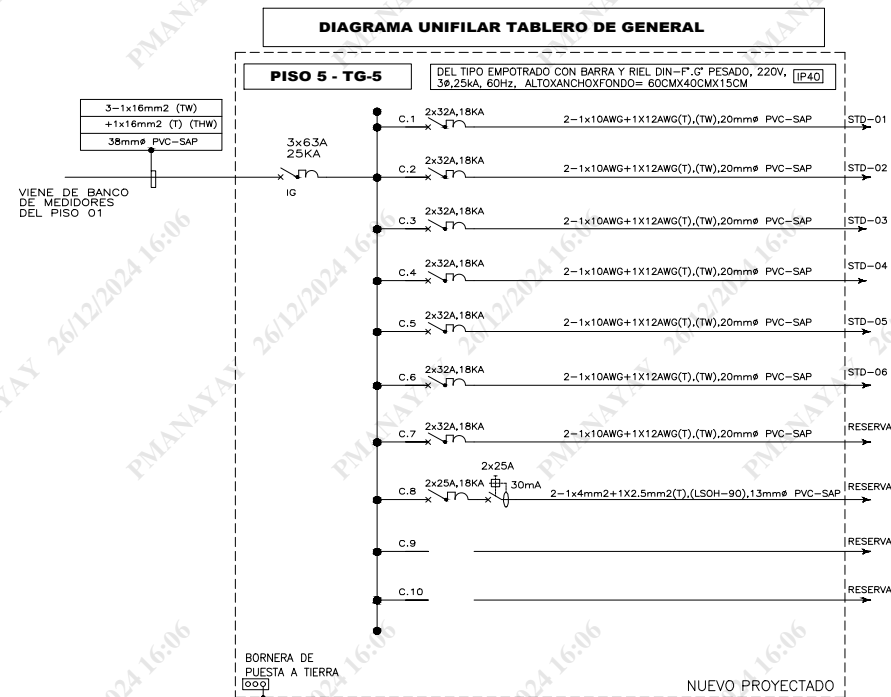 DIAGRAMA UNIFILAR TABLERO DE GENERAL
PISO 5 - TG-5
DEL TIPO EMPOTRADO CON BARRA Y RIEL DIN-F°.G° PESADO, 220V,
3ø,25kA, 60Hz, ALTOXANCHOXFONDO= 60CMX40CMX15CM
IP40
3-1x16mm2 (TW)
+1x16mm2 (T) (THW)
38mmø PVC-SAP
VIENE DE BANCO
DE MEDIDORES
DEL PISO 01
3x63A
25KA
IG
C.1 2x32A,18KA 2-1x10AWG+1X12AWG(T),(TW),20mmø PVC-SAP STD-01
C.2 2x32A,18KA 2-1x10AWG+1X12AWG(T),(TW),20mmø PVC-SAP STD-02
C.3 2x32A,18KA 2-1x10AWG+1X12AWG(T),(TW),20mmø PVC-SAP STD-03
C.4 2x32A,18KA 2-1x10AWG+1X12AWG(T),(TW),20mmø PVC-SAP STD-04
C.5 2x32A,18KA 2-1x10AWG+1X12AWG(T),(TW),20mmø PVC-SAP STD-05
C.6 2x32A,18KA 2-1x10AWG+1X12AWG(T),(TW),20mmø PVC-SAP STD-06
C.7 2x32A,18KA 2-1x10AWG+1X12AWG(T),(TW),20mmø PVC-SAP RESERVA
2x25A
C.8 2x25A,18KA 30mA 2-1x4mm2+1X2.5mm2(T),(LSOH-90),13mmø PVC-SAP RESERVA
C.9 RESERVA
C.10 RESERVA
BORNERA DE
PUESTA A TIERRA
NUEVO PROYECTADO
PMANAYAY 26/12/2024 16:06